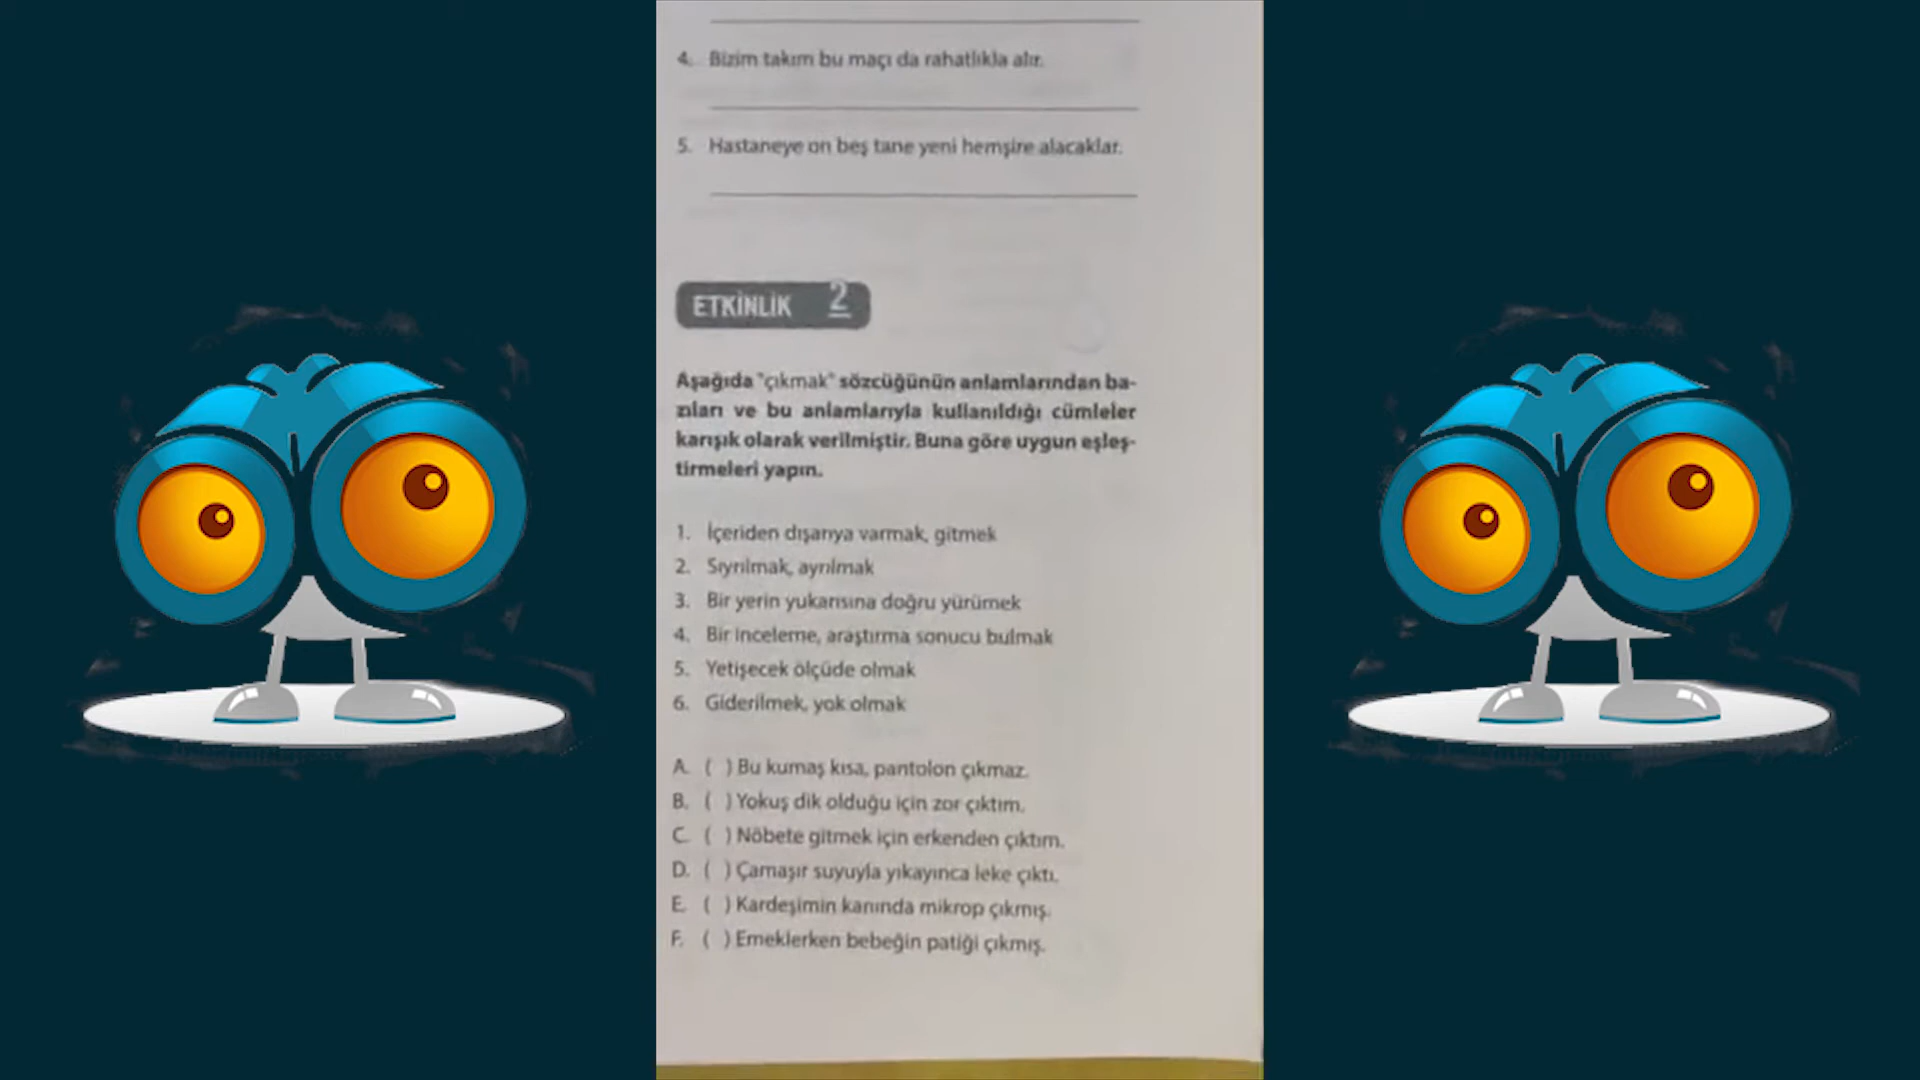 4. Bizim takım bu maçı da rahatlıkla alır.
5. Hastaneye on beş tane yeni hemşire alacaklar.
ETKİNLİK 2
Aşağıda "çıkmak" sözcüğünün anlamlarından ba-
zıları ve bu anlamlarıyla kullanıldığı cümleler
karışık olarak verilmiştir. Buna göre uygun eşleş-
tirmeleri yapın.
1. İçeriden dışarıya varmak, gitmek
2. Sıyrılmak, ayrılmak
3. Bir yerin yukarısına doğru yürümek
4. Bir inceleme, araştırma sonucu bulmak
5. Yetişecek ölçüde olmak
6. Giderilmek, yok olmak
A. ( ) Bu kumaş kısa, pantolon çıkmaz.
B. ( ) Yokuş dik olduğu için zor çıktım.
C. ( ) Nöbete gitmek için erkenden çıktım.
D. ( ) Çamaşır suyuyla yıkayınca leke çıktı.
E. ( ) Kardeşimin kanında mikrop çıkmış.
F. ( ) Emeklerken bebeğin patiği çıkmış.